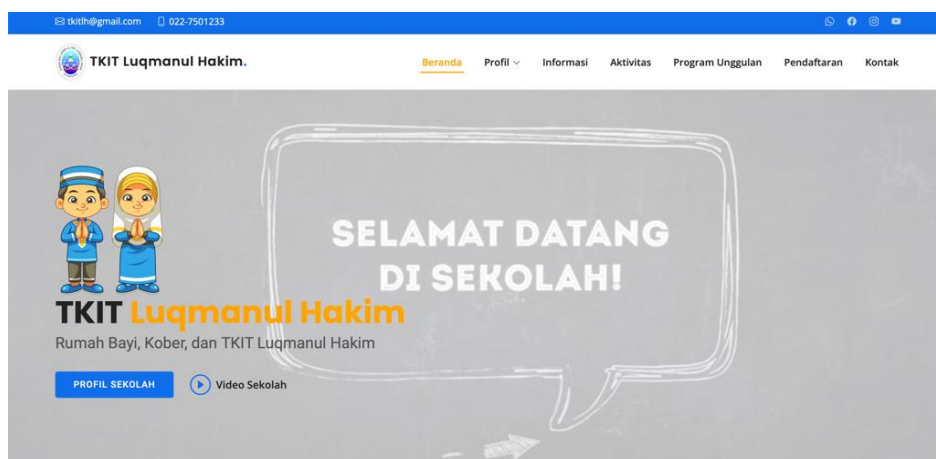 tkitlh@gmail.com 022-7501233
TKIT Luqmanul Hakim.
Beranda Profil Informasi Aktivitas Program Unggulan Pendaftaran Kontak
SELAMAT DATANG
DI SEKOLAH!
TKIT Luqmanul Hakim
Rumah Bayi, Kober, dan TKIT Luqmanul Hakim
PROFIL SEKOLAH Video Sekolah